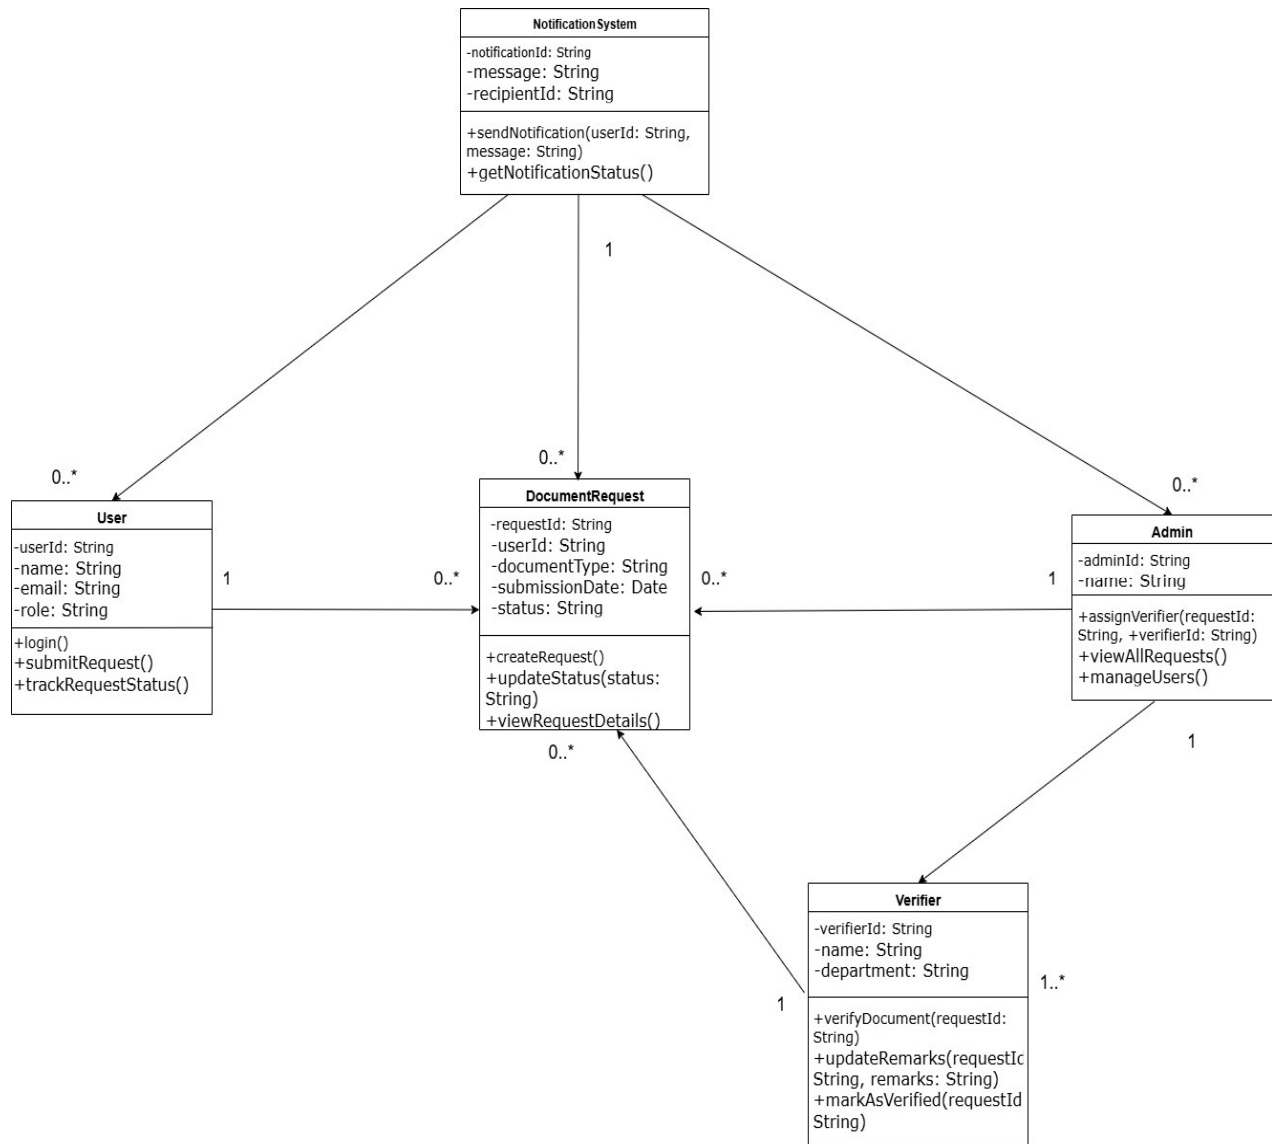 NotificationSystem
-notificationId: String
-message: String
-recipientId: String
+sendNotification(userId: String,
message: String)
+getNotificationStatus()
1
0..*
0..*
0..*
User
-userId: String
-name: String
-email: String
-role: String
+login()
+submitRequest()
+trackRequestStatus()
1
0..*
DocumentRequest
-requestId: String
-userId: String
-documentType: String
-submissionDate: Date
-status: String
+createRequest()
+updateStatus(status:
String)
+viewRequestDetails()
0..*
0..*
1
Admin
-adminId: String
-name: String
+assignVerifier(requestId:
String, +verifierId: String)
+viewAllRequests()
+manageUsers()
1
Verifier
-verifierId: String
-name: String
-department: String
1
1..*
+verifyDocument(requestId:
String)
+updateRemarks(requestId
String, remarks: String)
+markAsVerified(requestId
String)